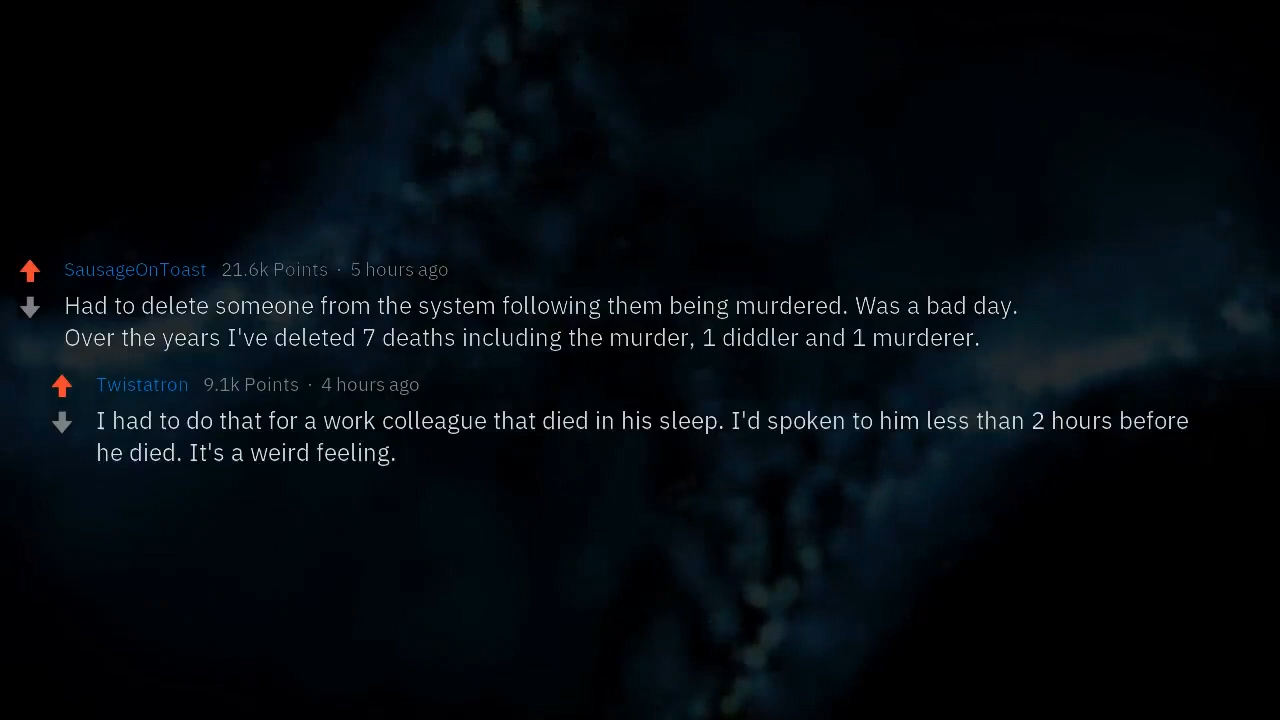 SausageOnToast 21.6k Points · 5 hours ago
Had to delete someone from the system following them being murdered. Was a bad day.
Over the years I've deleted 7 deaths including the murder, 1 diddler and 1 murderer.
Twistatron 9.1k Points · 4 hours ago
I had to do that for a work colleague that died in his sleep. I'd spoken to him less than 2 hours before
he died. It's a weird feeling.